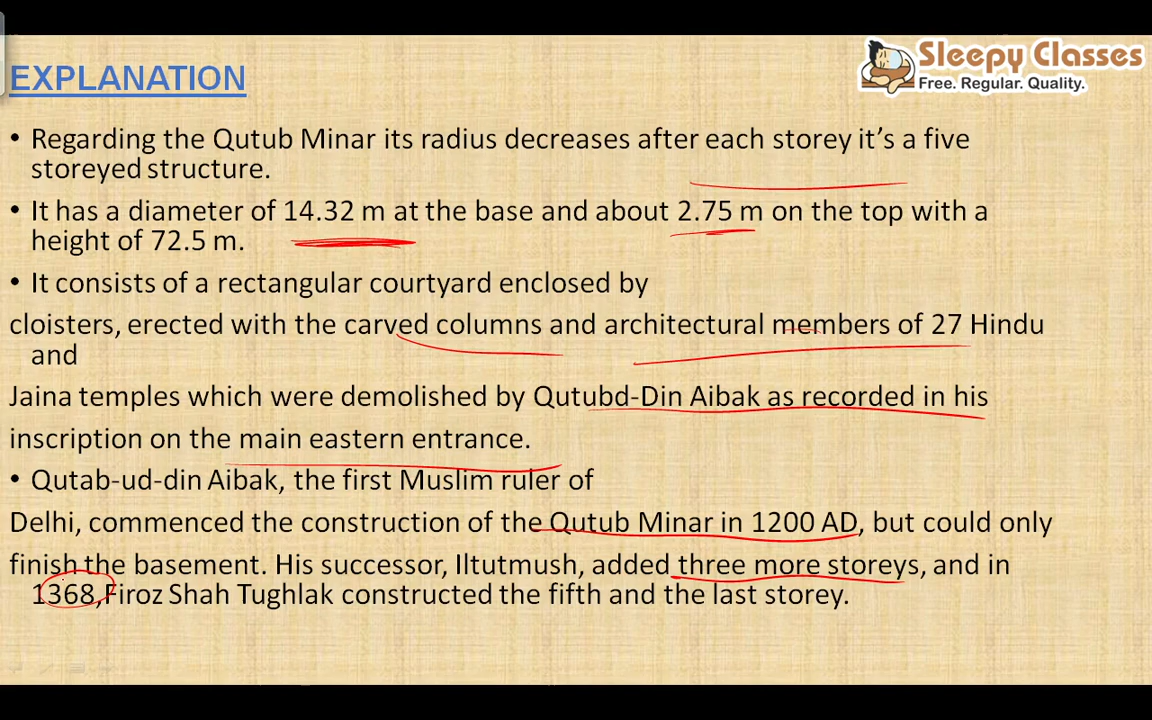 Sleepy Classes
Free. Regular. Quality.
EXPLANATION
• Regarding the Qutub Minar its radius decreases after each storey it's a five
storeyed structure.
• It has a diameter of 14.32 m at the base and about 2.75 m on the top with a
height of 72.5 m.
• It consists of a rectangular courtyard enclosed by
cloisters, erected with the carved columns and architectural members of 27 Hindu
and
Jaina temples which were demolished by Qutubd-Din Aibak as recorded in his
inscription on the main eastern entrance.
• Qutab-ud-din Aibak, the first Muslim ruler of
Delhi, commenced the construction of the Qutub Minar in 1200 AD, but could only
finish the basement. His successor, Iltutmush, added three more storeys, and in
1368,Firoz Shah Tughlak constructed the fifth and the last storey.